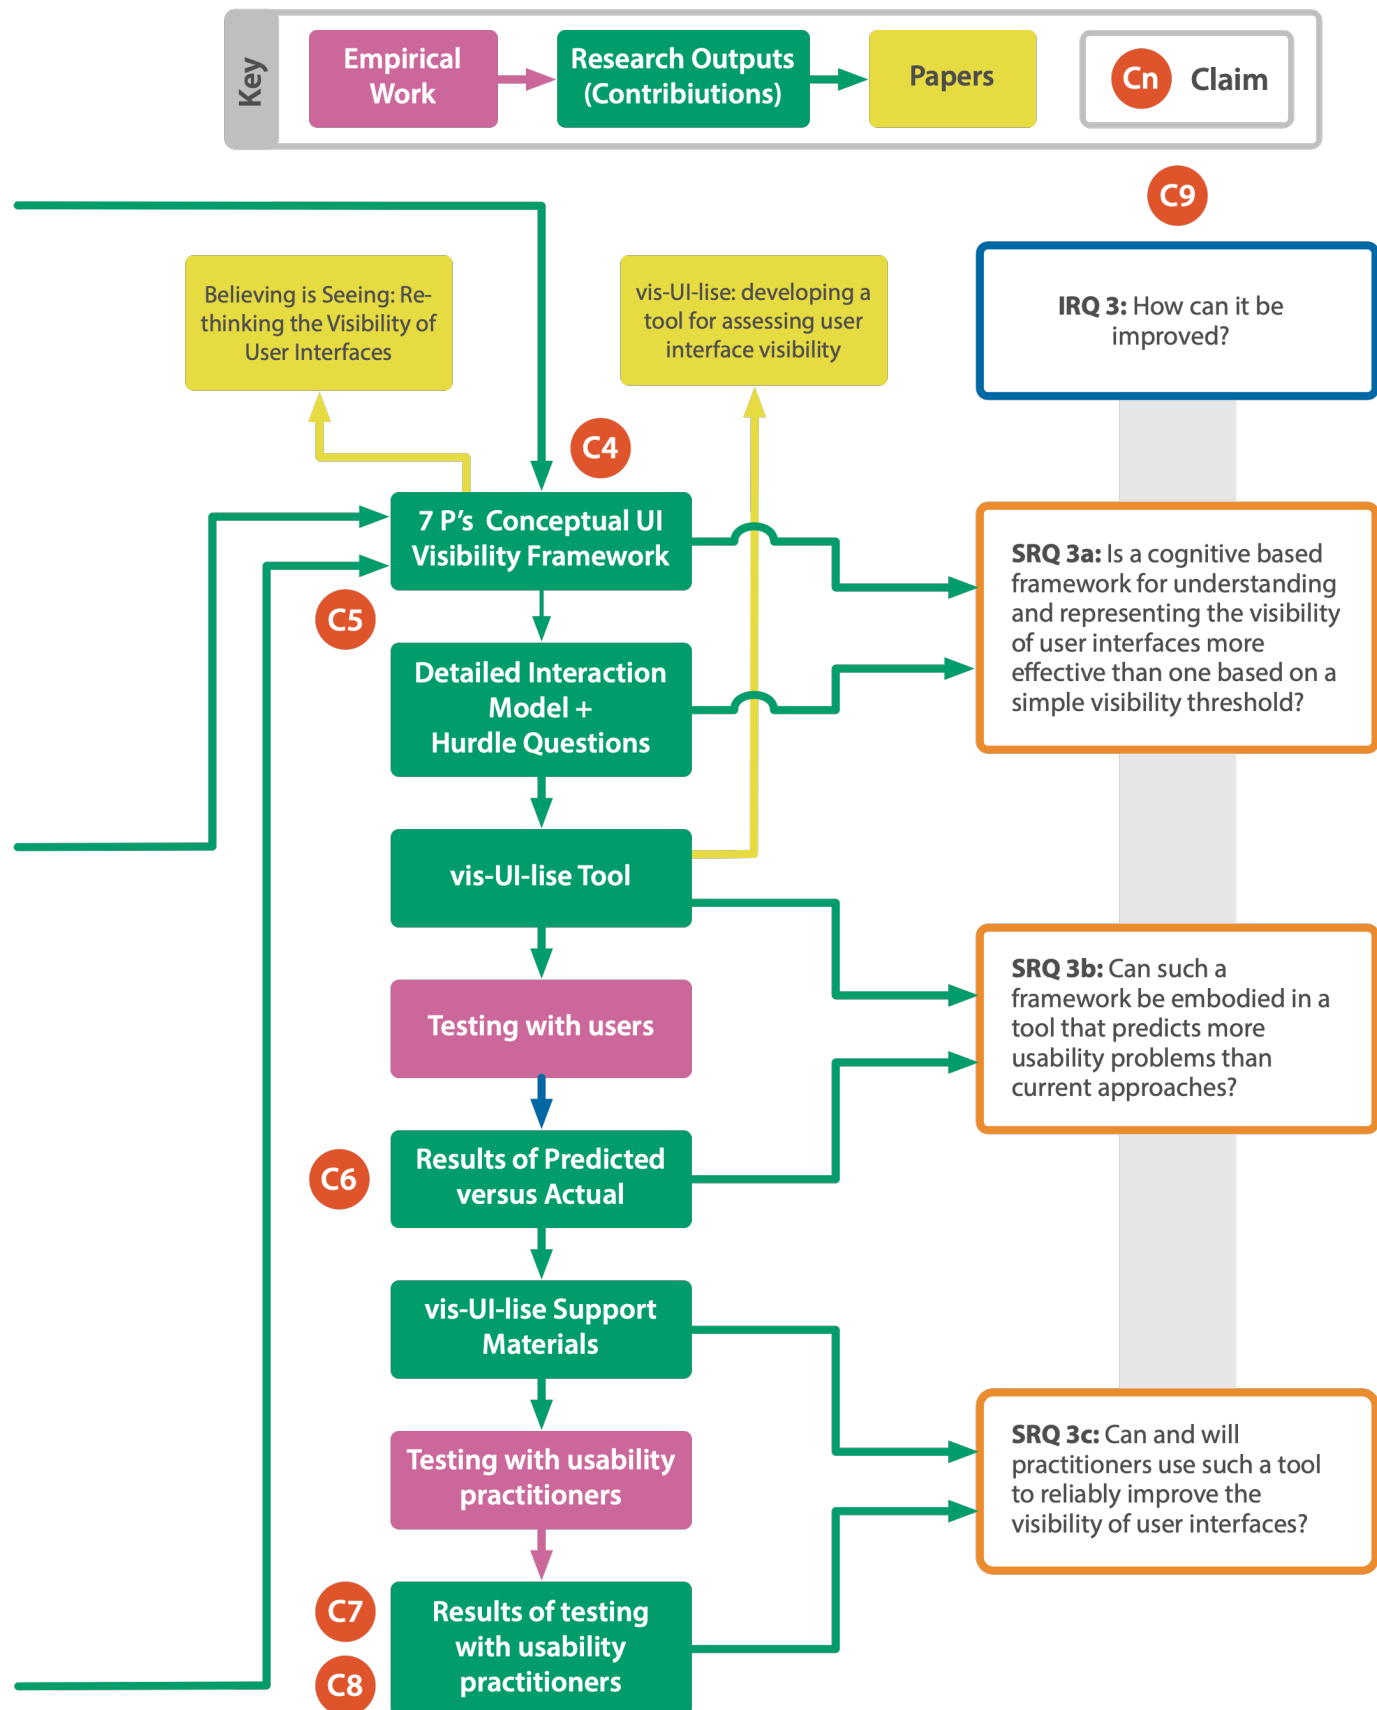 Key
Empirical
Work
Research Outputs
(Contribiutions)
Papers
Cn
Claim
C9
Believing is Seeing: Re-
thinking the Visibility of
User Interfaces
vis-UI-lise: developing a
tool for assessing user
interface visibility
IRQ 3: How can it be
improved?
C4
7 P’s Conceptual UI
Visibility Framework
C5
SRQ 3a: Is a cognitive based
framework for understanding
and representing the visibility
of user interfaces more
effective than one based on a
simple visibility threshold?
Detailed Interaction
Model +
Hurdle Questions
vis-UI-lise Tool
SRQ 3b: Can such a
framework be embodied in a
tool that predicts more
usability problems than
current approaches?
Testing with users
C6
Results of Predicted
versus Actual
vis-UI-lise Support
Materials
SRQ 3c: Can and will
practitioners use such a tool
to reliably improve the
visibility of user interfaces?
Testing with usability
practitioners
C7
C8
Results of testing
with usability
practitioners